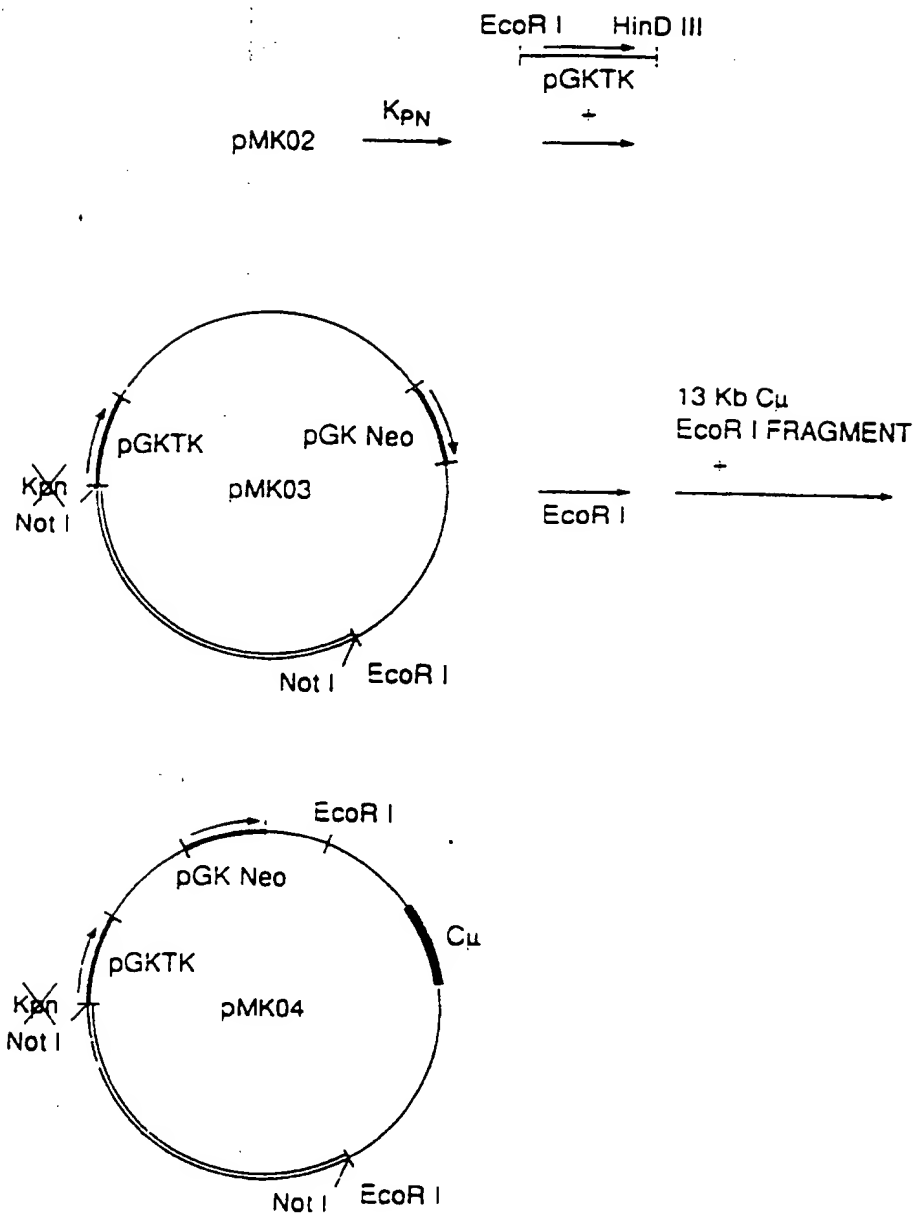 EcoR I HinD III
pGKTK
+
KPN
pMK02
pGKTK
pGK Neo
Kpn
Not I
pMK03
13 Kb Cμ
EcoR I FRAGMENT
+
EcoR I
Not I EcoR I
EcoR I
pGK Neo
Cμ
pGKTK
Kpn
Not I
pMK04
Not I EcoR I